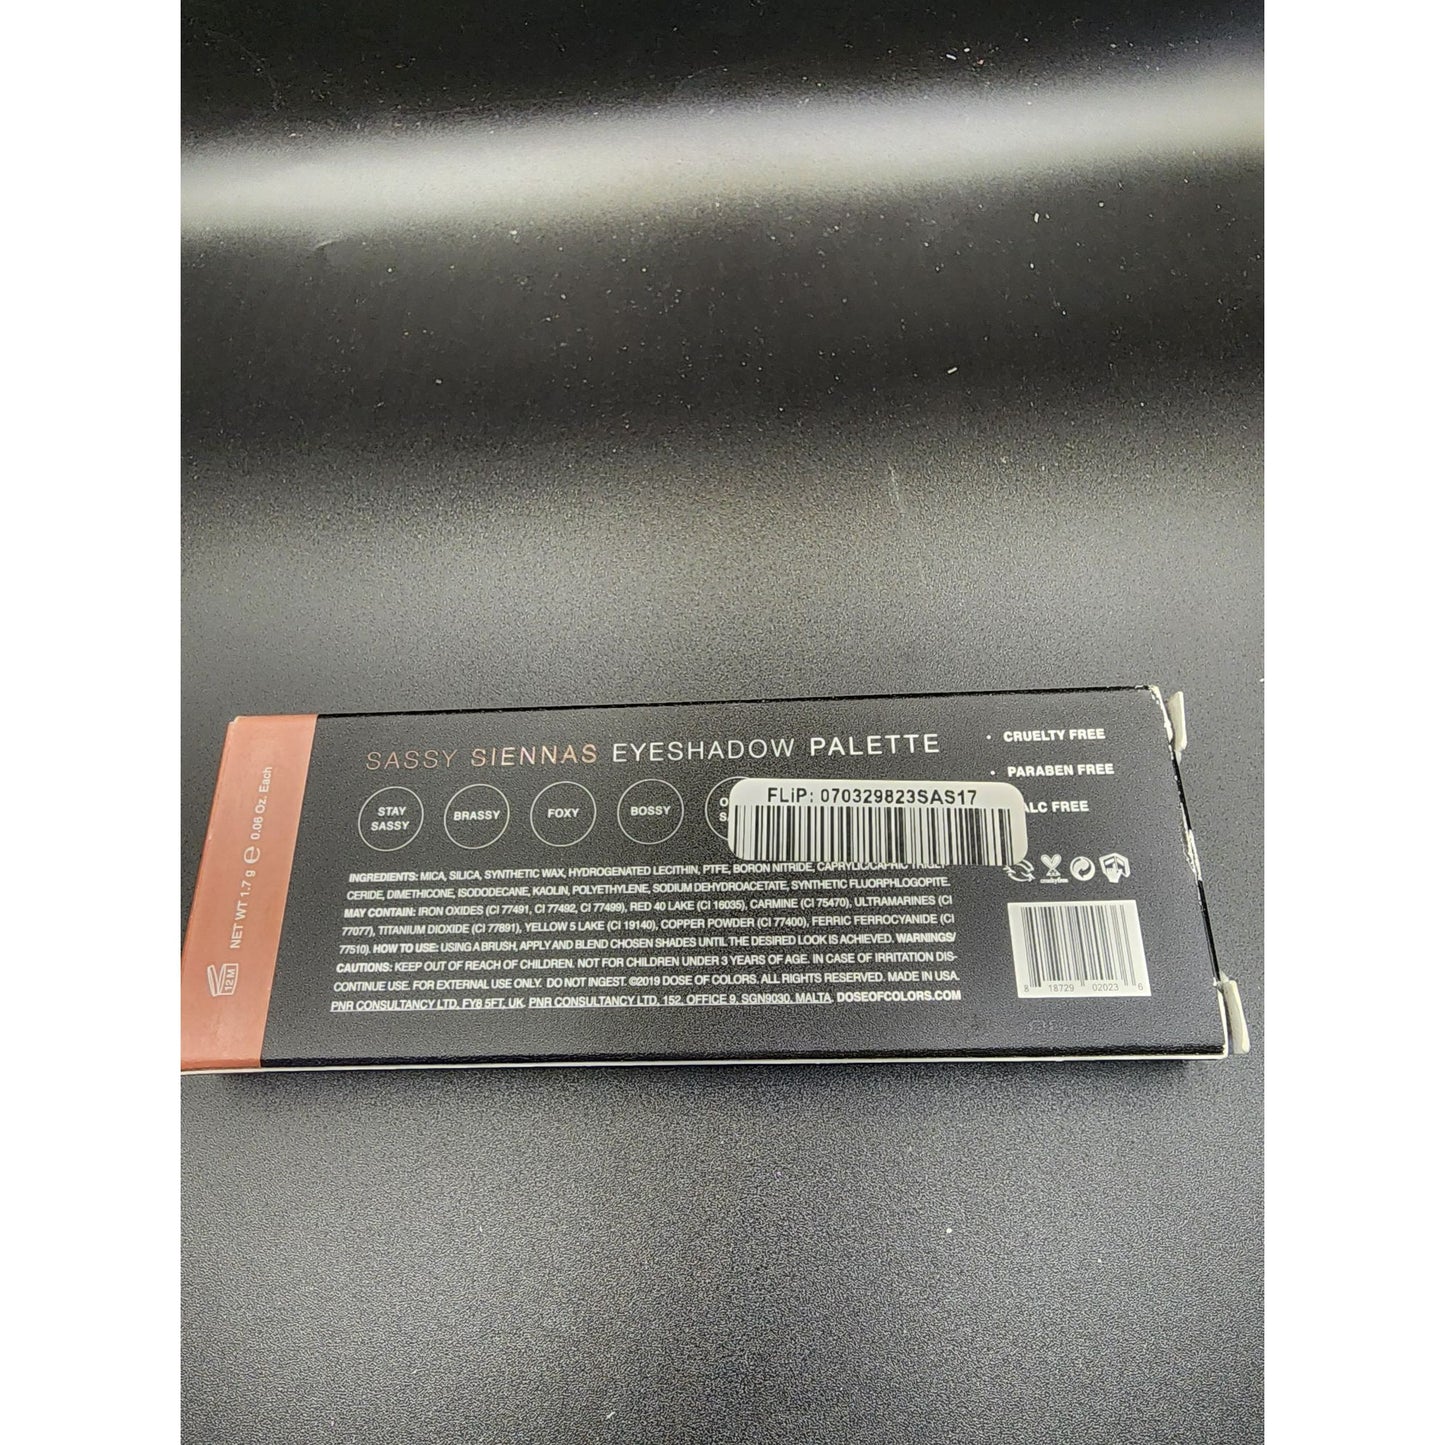 SASSY SIENNAS EYESHADOW PALETTE
STAY
SASSY
BRASSY
FOXY
BOSSY
FLiP: 070329823SAS17
• CRUELTY FREE
• PARABEN FREE
ALC FREE
INGREDIENTS: MICA, SILICA, SYNTHETIC WAX, HYDROGENATED LECITHIN, PTFE, BORON NITRIDE, CAPRYLIC/CAPRIC TRIGLY-
CERIDE, DIMETHICONE, ISODODECANE, KAOLIN, POLYETHYLENE, SODIUM DEHYDROACETATE, SYNTHETIC FLUORPHLOGOPITE.
MAY CONTAIN: IRON OXIDES (CI 77491, CI 77492, CI 77499), RED 40 LAKE (CI 16035), CARMINE (CI 75470), ULTRAMARINES (CI
77077), TITANIUM DIOXIDE (CI 77891), YELLOW 5 LAKE (CI 19140), COPPER POWDER (CI 77400), FERRIC FERROCYANIDE (CI
77510). HOW TO USE: USING A BRUSH, APPLY AND BLEND CHOSEN SHADES UNTIL THE DESIRED LOOK IS ACHIEVED. WARNINGS/
CAUTIONS: KEEP OUT OF REACH OF CHILDREN. NOT FOR CHILDREN UNDER 3 YEARS OF AGE. IN CASE OF IRRITATION DIS-
CONTINUE USE. FOR EXTERNAL USE ONLY. DO NOT INGEST. ©2019 DOSE OF COLORS. ALL RIGHTS RESERVED. MADE IN USA.
PNR CONSULTANCY LTD, FY8 5FT, UK. PNR CONSULTANCY LTD. 152, OFFICE 9, SGN9030, MALTA. DOSEOFCOLORS.COM
crueltyfree
8 18729 02023 6
NET WT 1.7 g ℮ 0.06 Oz. Each
12 M